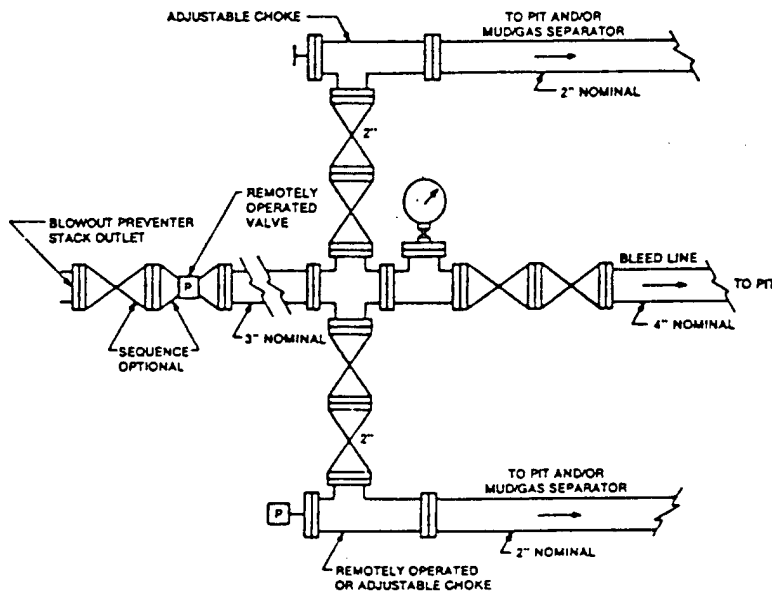 ADJUSTABLE CHOKE
TO PIT AND/OR
MUD/GAS SEPARATOR
2" NOMINAL
2"
REMOTELY
OPERATED
VALVE
BLOWOUT PREVENTER
STACK OUTLET
P
BLEED LINE
TO PIT
SEQUENCE
OPTIONAL
3" NOMINAL
4" NOMINAL
2"
TO PIT AND/OR
MUD/GAS SEPARATOR
P
2" NOMINAL
REMOTELY OPERATED
OR ADJUSTABLE CHOKE